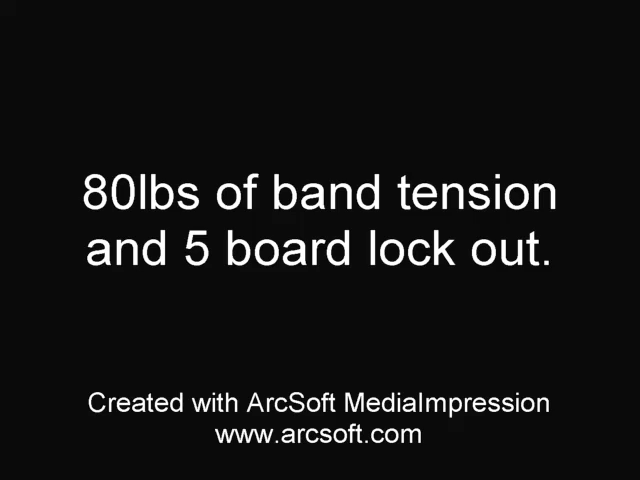 80lbs of band tension
and 5 board lock out.
Created with ArcSoft MediaImpression
www.arcsoft.com